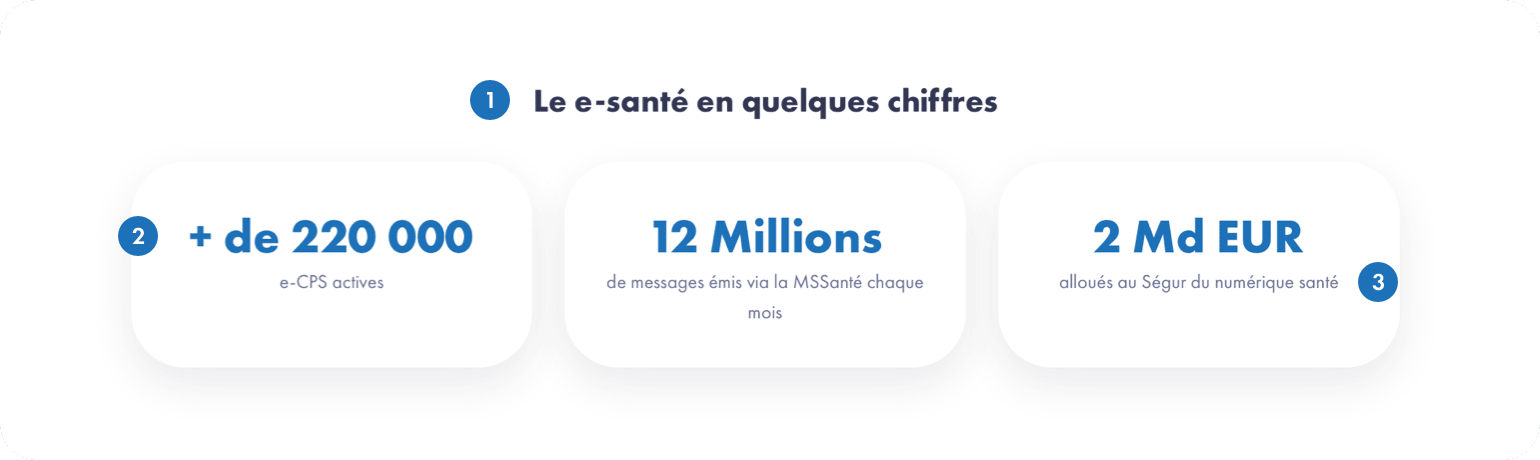 1 Le e-santé en quelques chiffres
2 + de 220 000
e-CPS actives
12 Millions
de messages émis via la MSSanté chaque
mois
2 Md EUR
alloués au Ségur du numérique santé 3